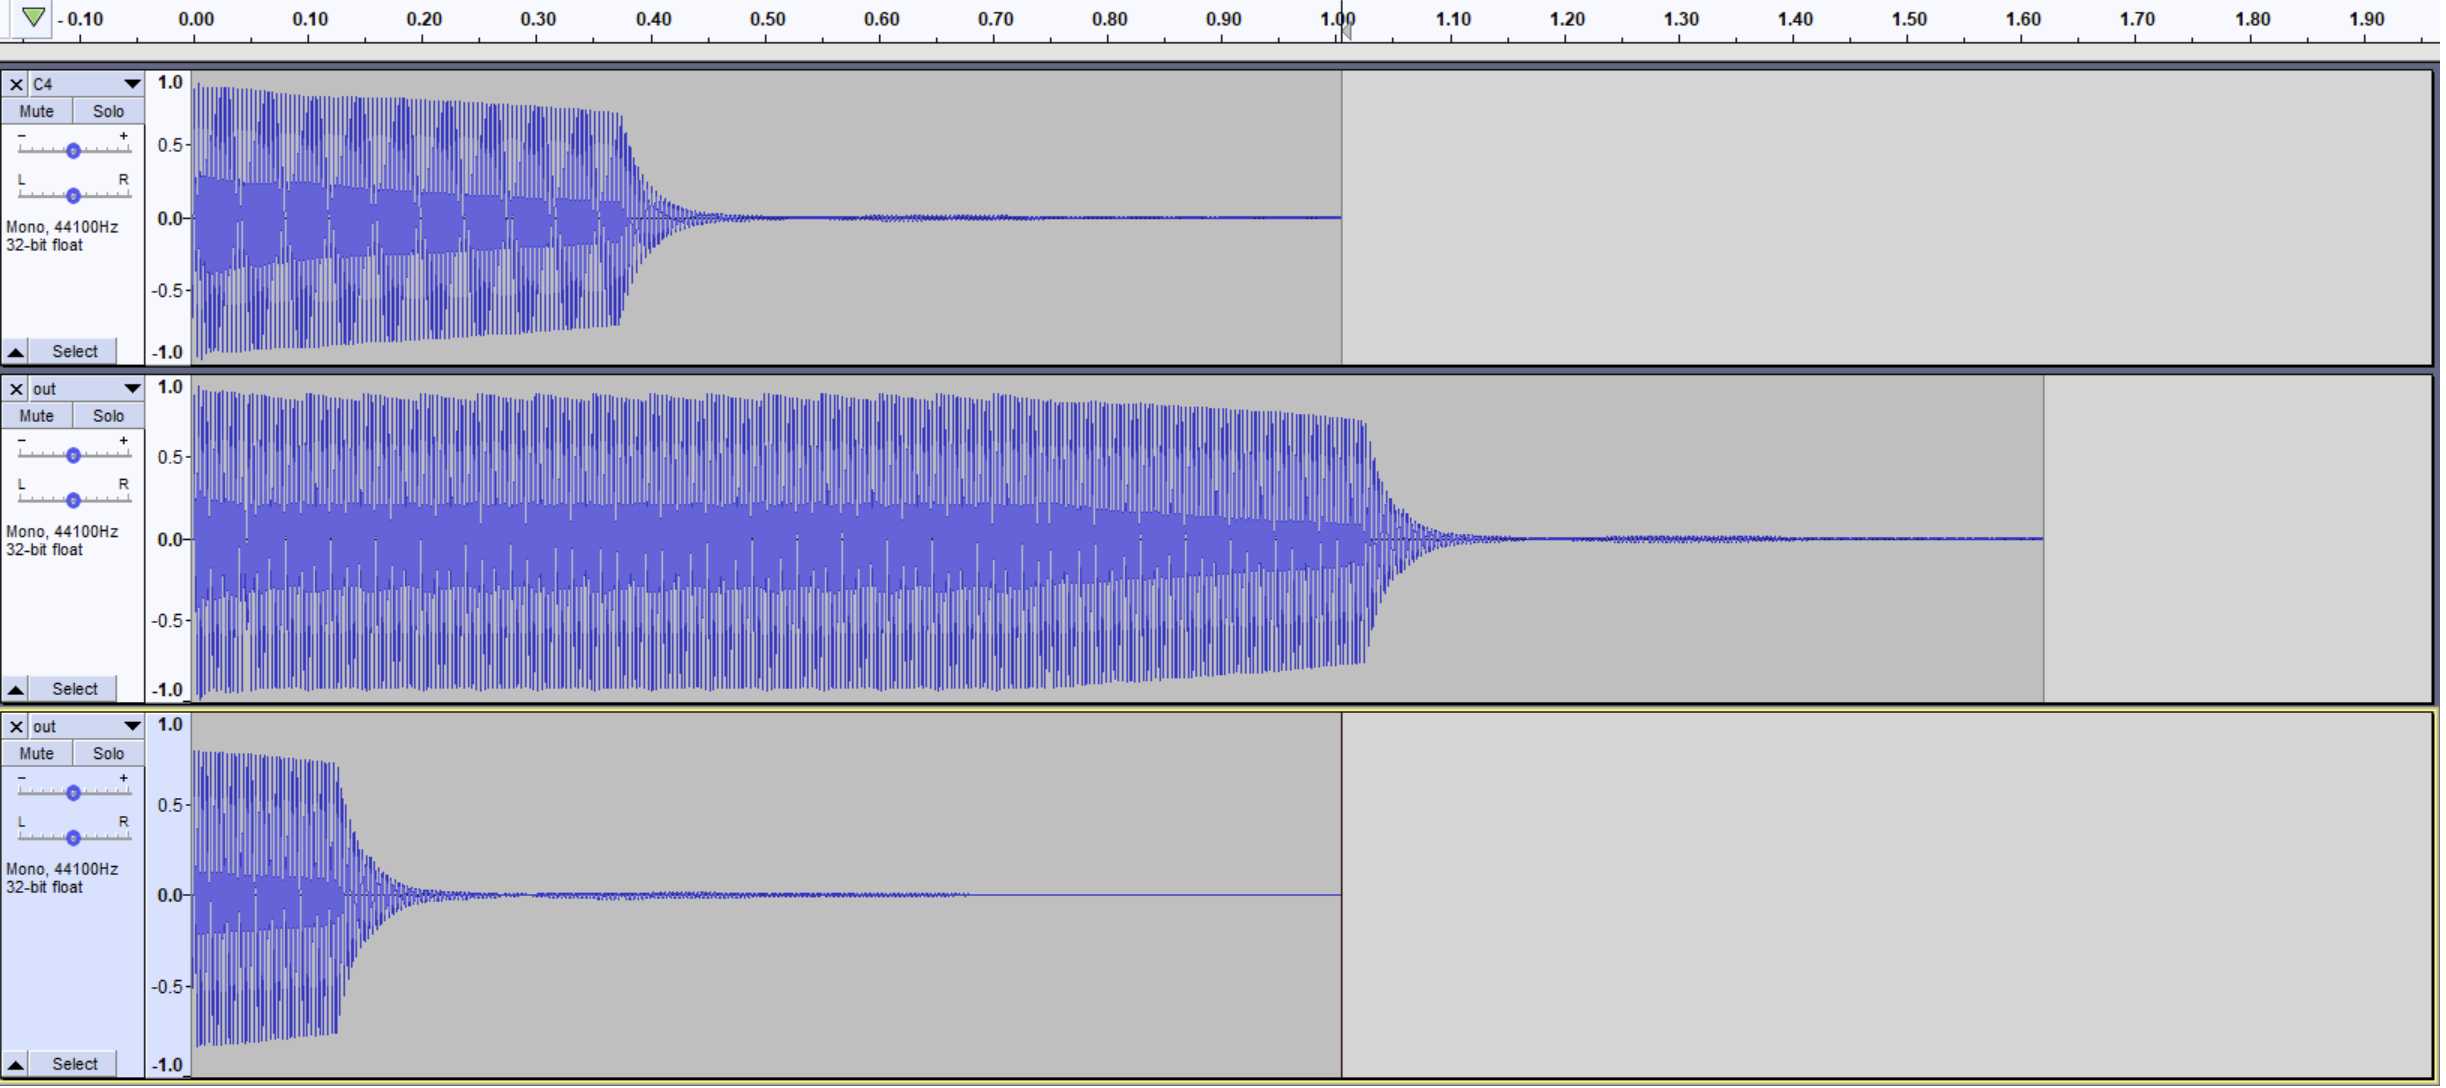 - 0.10 0.00 0.10 0.20 0.30 0.40 0.50 0.60 0.70 0.80 0.90 1.00 1.10 1.20 1.30 1.40 1.50 1.60 1.70 1.80 1.90
X C4 1.0
Mute Solo
- +
0.5
L R
0.0
Mono, 44100Hz
32-bit float
-0.5
Select -1.0
X out 1.0
Mute Solo
- +
0.5
L R
0.0
Mono, 44100Hz
32-bit float
-0.5
Select -1.0
X out 1.0
Mute Solo
- +
0.5
L R
0.0
Mono, 44100Hz
32-bit float
-0.5
Select -1.0